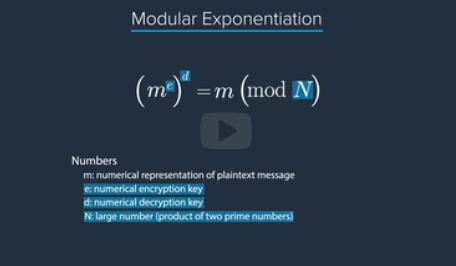 Modular Exponentiation
(m^e)^d = m (mod N)
Numbers
m: numerical representation of plaintext message
e: numerical encryption key
d: numerical decryption key
N: large number (product of two prime numbers)